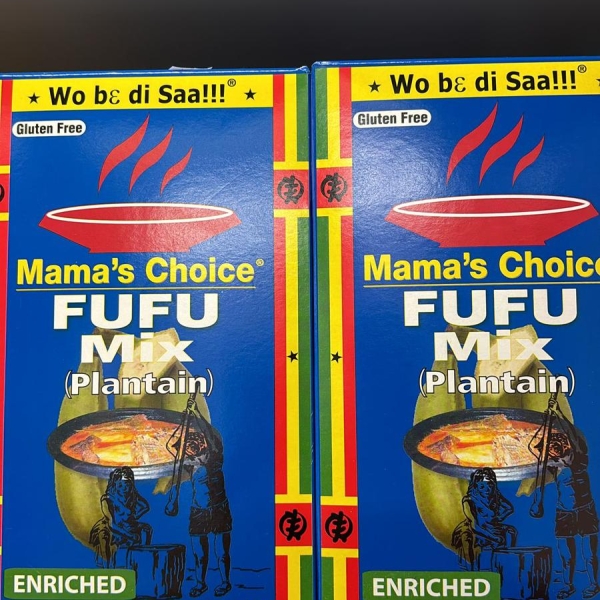 ★ Wo bɛ di Saa!!!® ★
Gluten Free
Mama's Choice®
FUFU
Mix
(Plantain)
ENRICHED
★ Wo bɛ di Saa!!!® ★
Gluten Free
Mama's Choice
FUFU
Mix
(Plantain)
ENRICHED